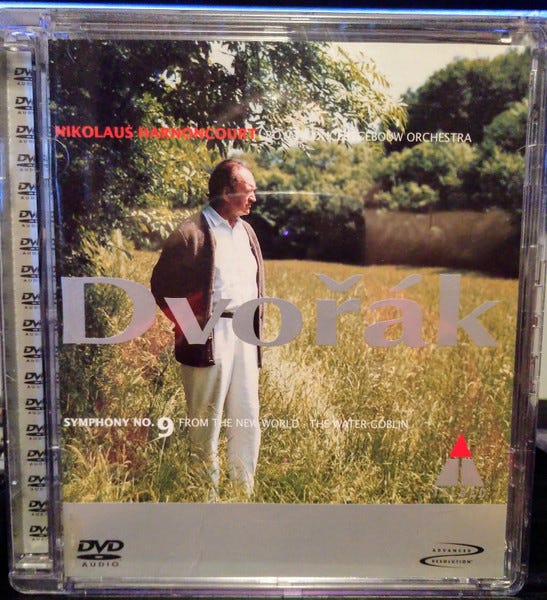 NIKOLAUS HARNONCOURT ORCHESTRA
Dvořák
SYMPHONY NO. 9 FROM THE NEW WORLD THE WATER GOBLIN
DVD
AUDIO
ADVANCED
RESOLUTION